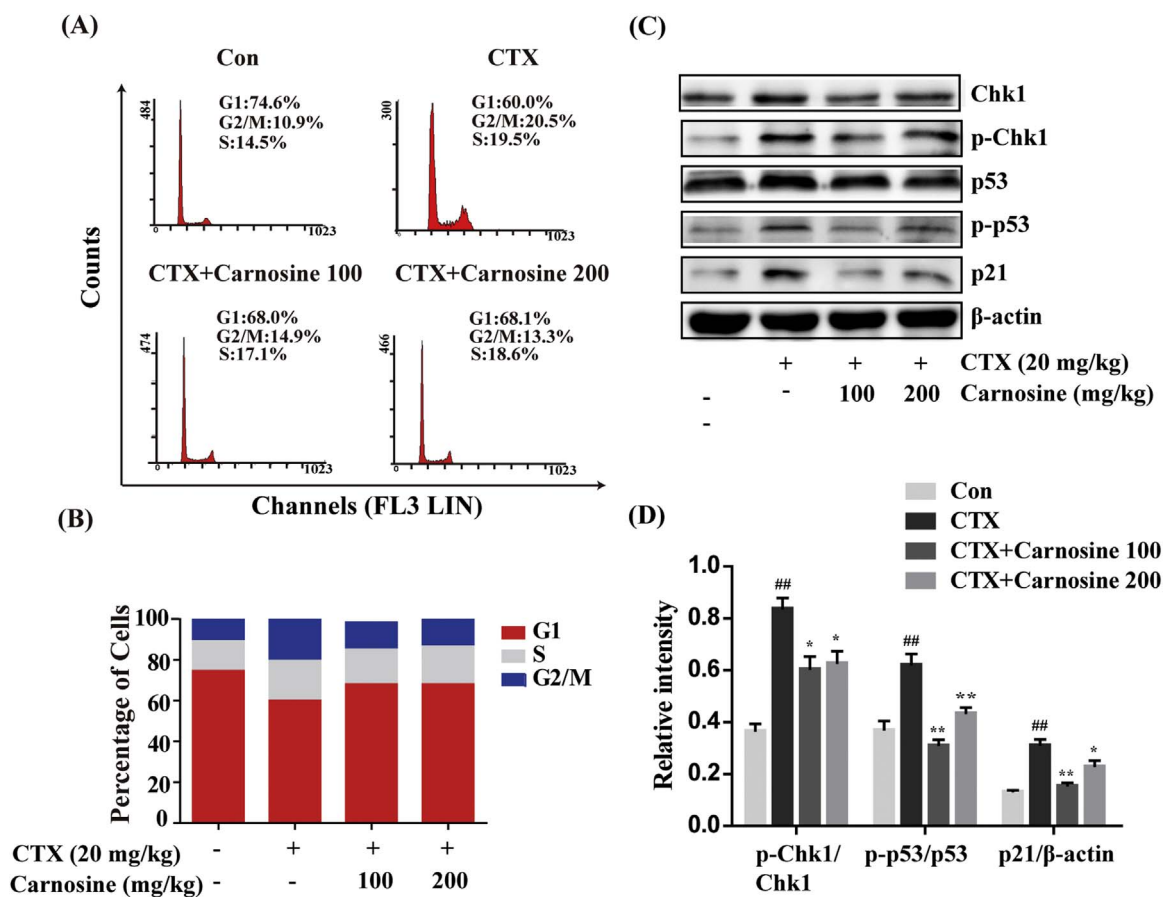 (A)
Con
CTX
484
G1:74.6%
G2/M:10.9%
S:14.5%
0
1023
300
G1:60.0%
G2/M:20.5%
S:19.5%
0
1023
CTX+Carnosine 100
CTX+Carnosine 200
474
G1:68.0%
G2/M:14.9%
S:17.1%
0
1023
466
G1:68.1%
G2/M:13.3%
S:18.6%
0
1023
Counts
Channels (FL3 LIN)
(B)
Percentage of Cells
100
80
60
40
20
0
G1
S
G2/M
CTX (20 mg/kg) - + + +
Carnosine (mg/kg) - - 100 200
(C)
Chk1
p-Chk1
p53
p-p53
p21
β-actin
- + + + CTX (20 mg/kg)
- - 100 200 Carnosine (mg/kg)
(D)
Con
CTX
CTX+Carnosine 100
CTX+Carnosine 200
Relative intensity
1.0
0.8
0.6
0.4
0.2
0.0
## * *
## ** **
## ** *
p-Chk1/
Chk1
p-p53/p53
p21/β-actin